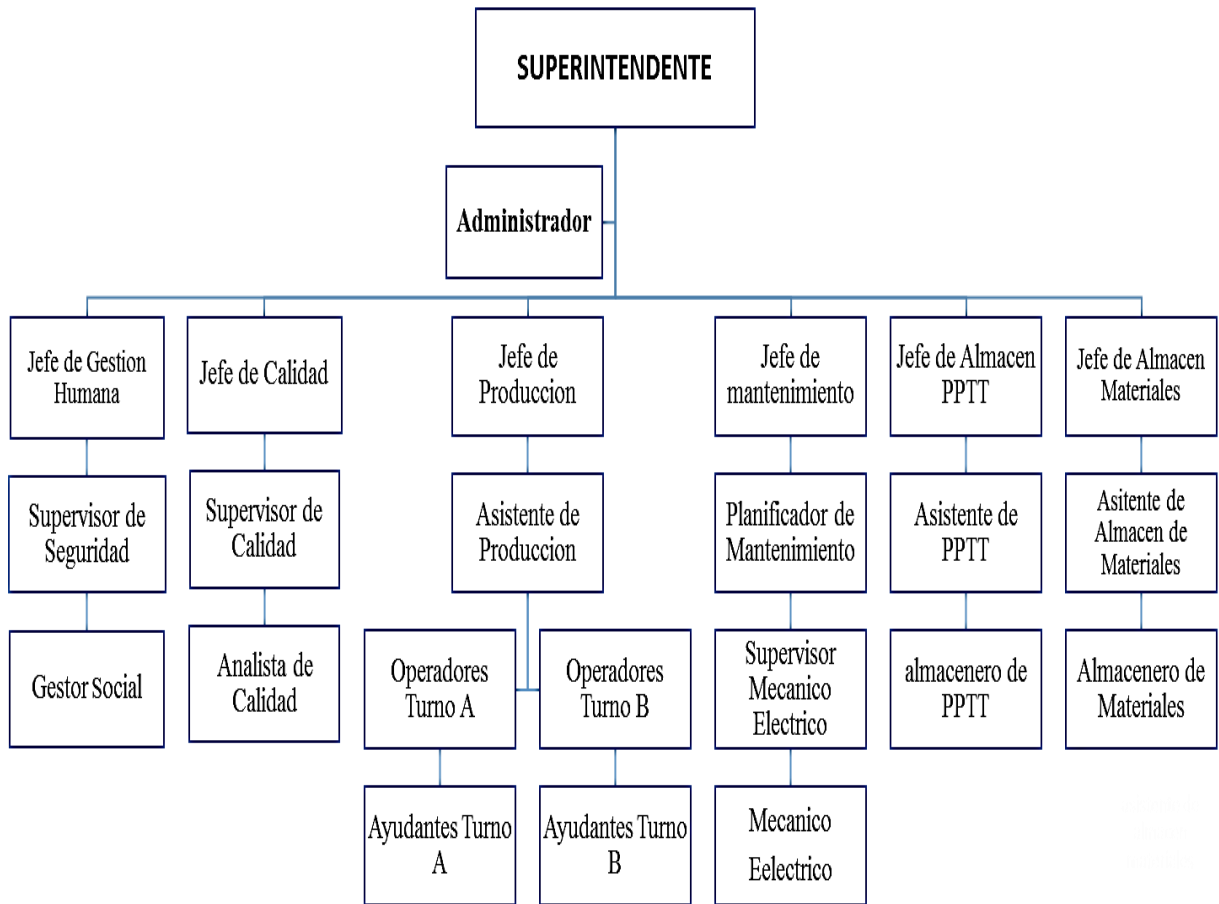 SUPERINTENDENTE
Administrador
Jefe de Gestion
Humana
Jefe de Calidad
Jefe de
Produccion
Jefe de
mantenimiento
Jefe de Almacen
PPTT
Jefe de Almacen
Materiales
Supervisor de
Seguridad
Supervisor de
Calidad
Asistente de
Produccion
Planificador de
Mantenimiento
Asistente de
PPTT
Asitente de
Almacen de
Materiales
Gestor Social
Analista de
Calidad
Operadores
Turno A
Operadores
Turno B
Supervisor
Mecanico
Electrico
almacenero de
PPTT
Almacenero de
Materiales
Ayudantes Turno
A
Ayudantes Turno
B
Mecanico
Eelectrico